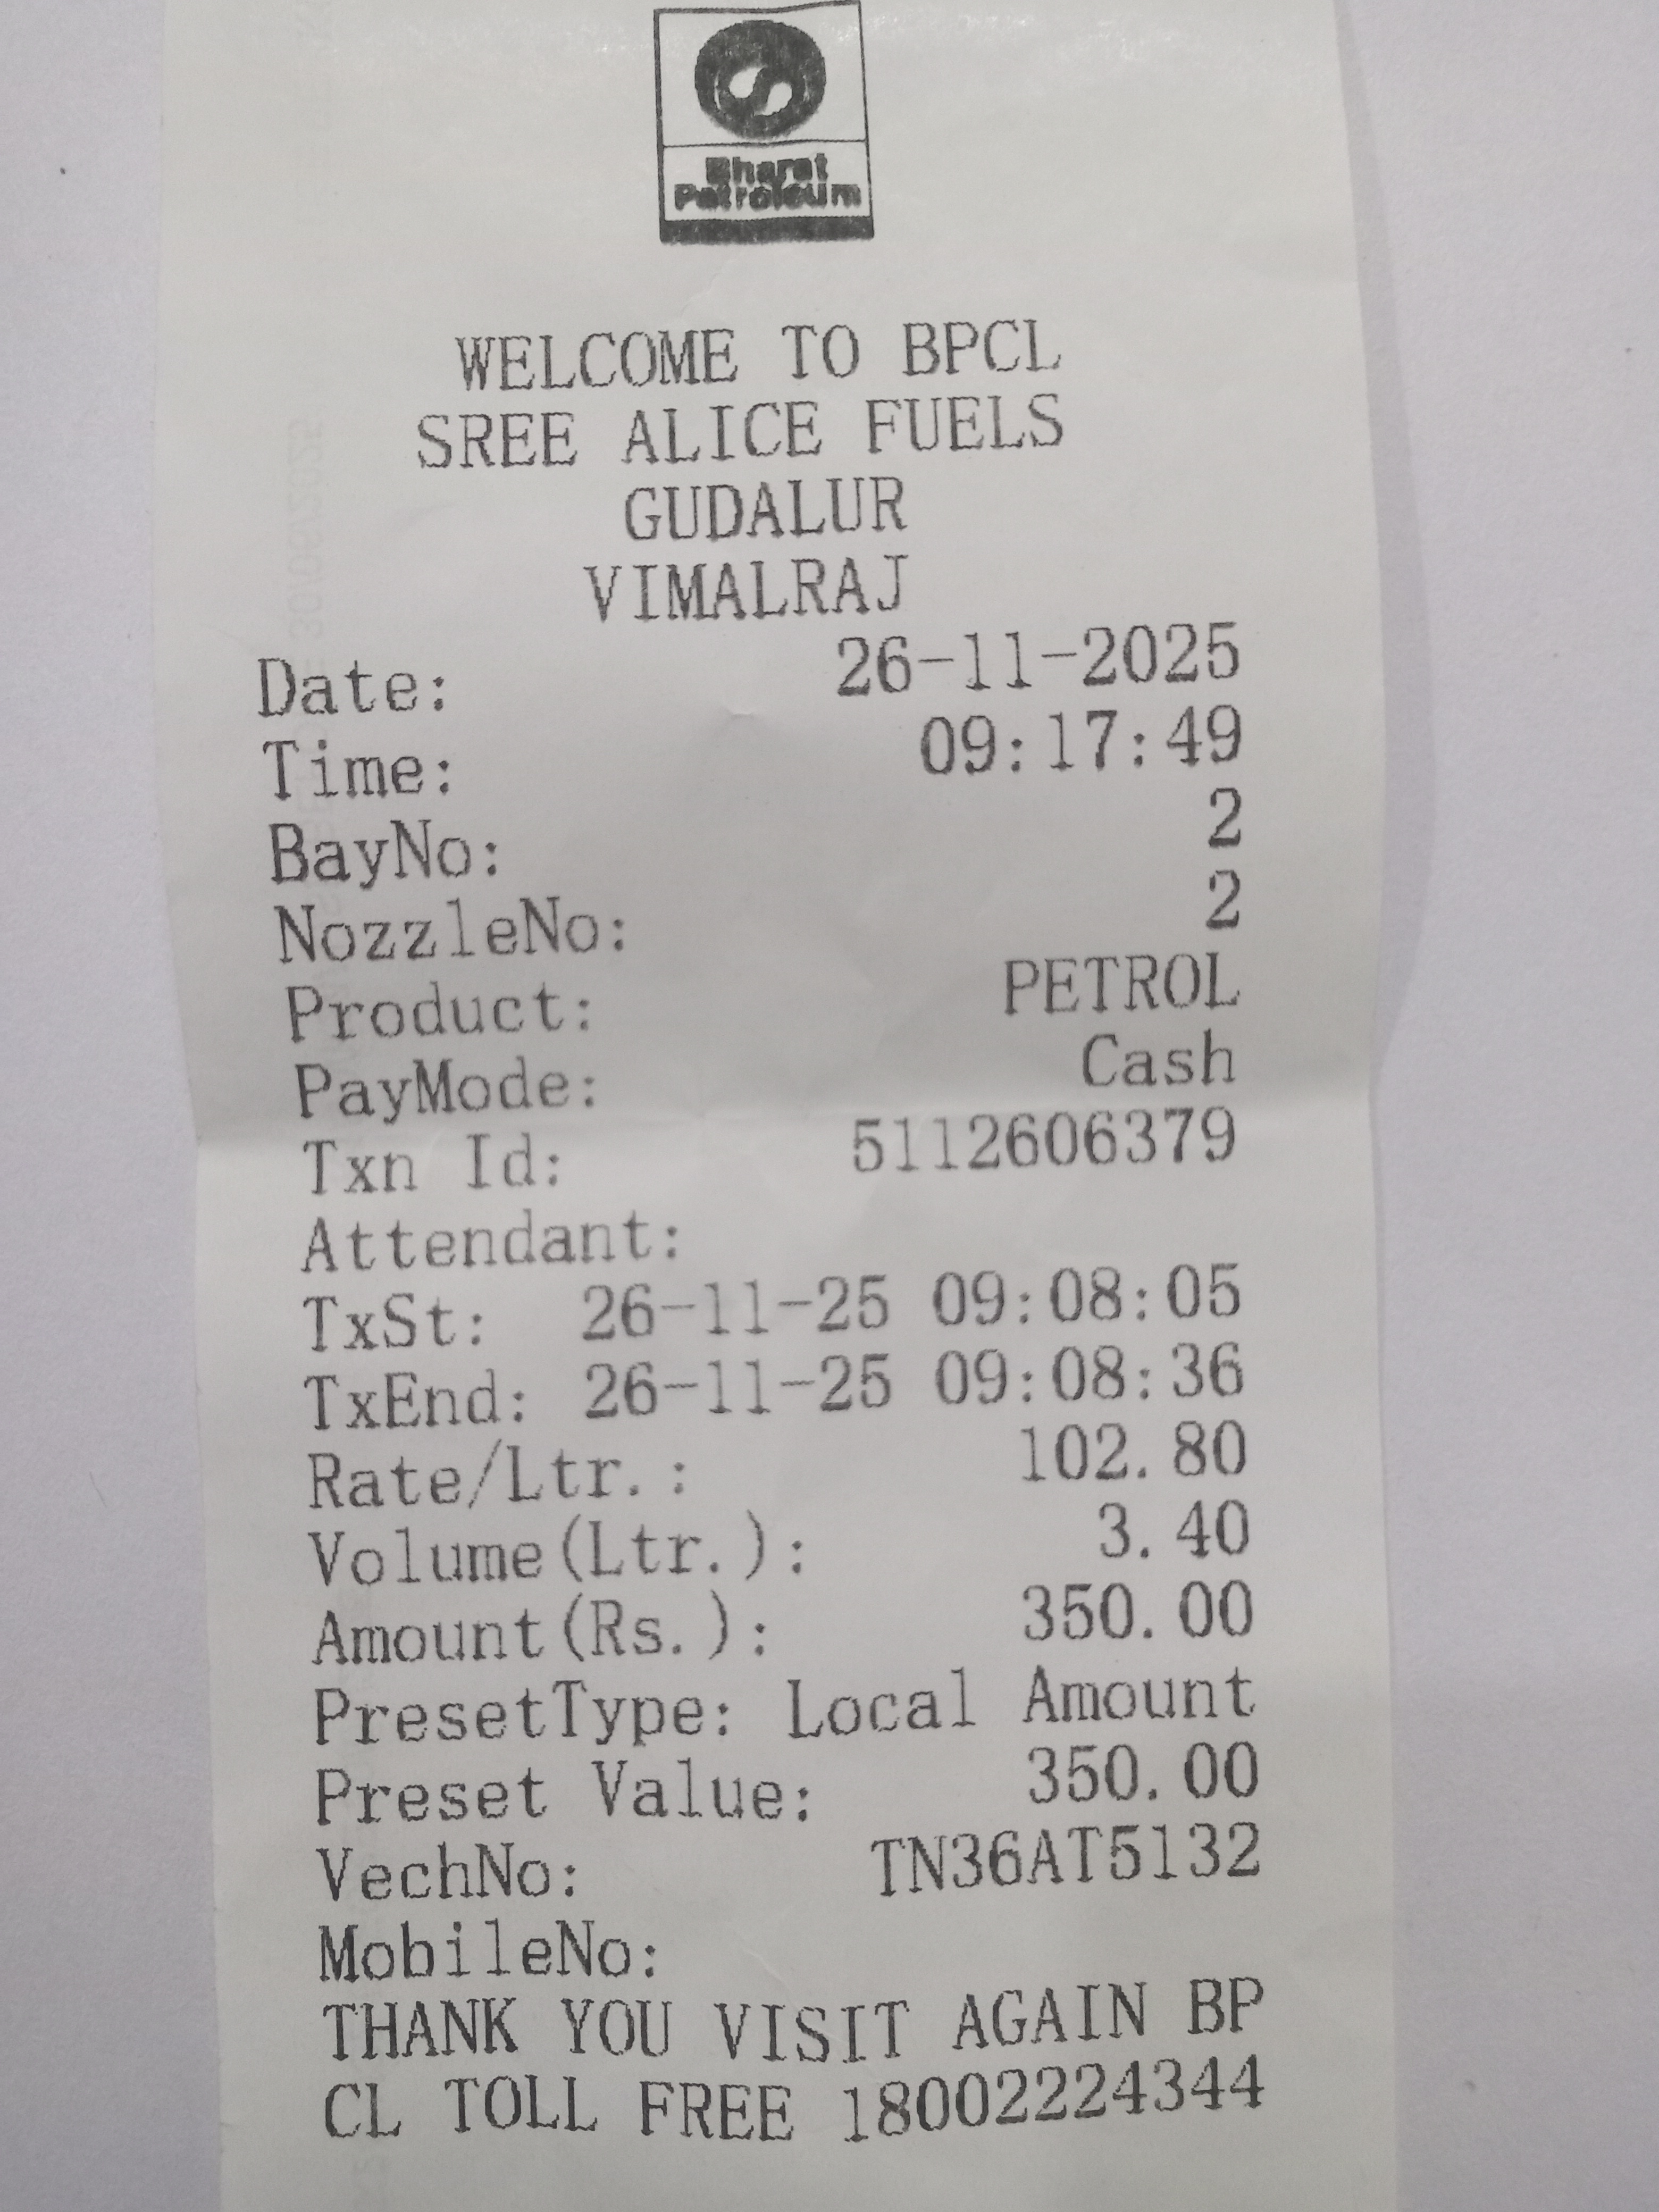 Bharat
Petroleum
WELCOME TO BPCL
SREE ALICE FUELS
GUDALUR
VIMALRAJ
Date: 26-11-2025
Time: 09:17:49
BayNo: 2
NozzleNo: 2
Product: PETROL
PayMode: Cash
Txn Id: 5112606379
Attendant:
TxSt: 26-11-25 09:08:05
TxEnd: 26-11-25 09:08:36
Rate/Ltr.: 102.80
Volume(Ltr.): 3.40
Amount(Rs.): 350.00
PresetType: Local Amount
Preset Value: 350.00
VechNo: TN36AT5132
MobileNo:
THANK YOU VISIT AGAIN BP
CL TOLL FREE 18002224344